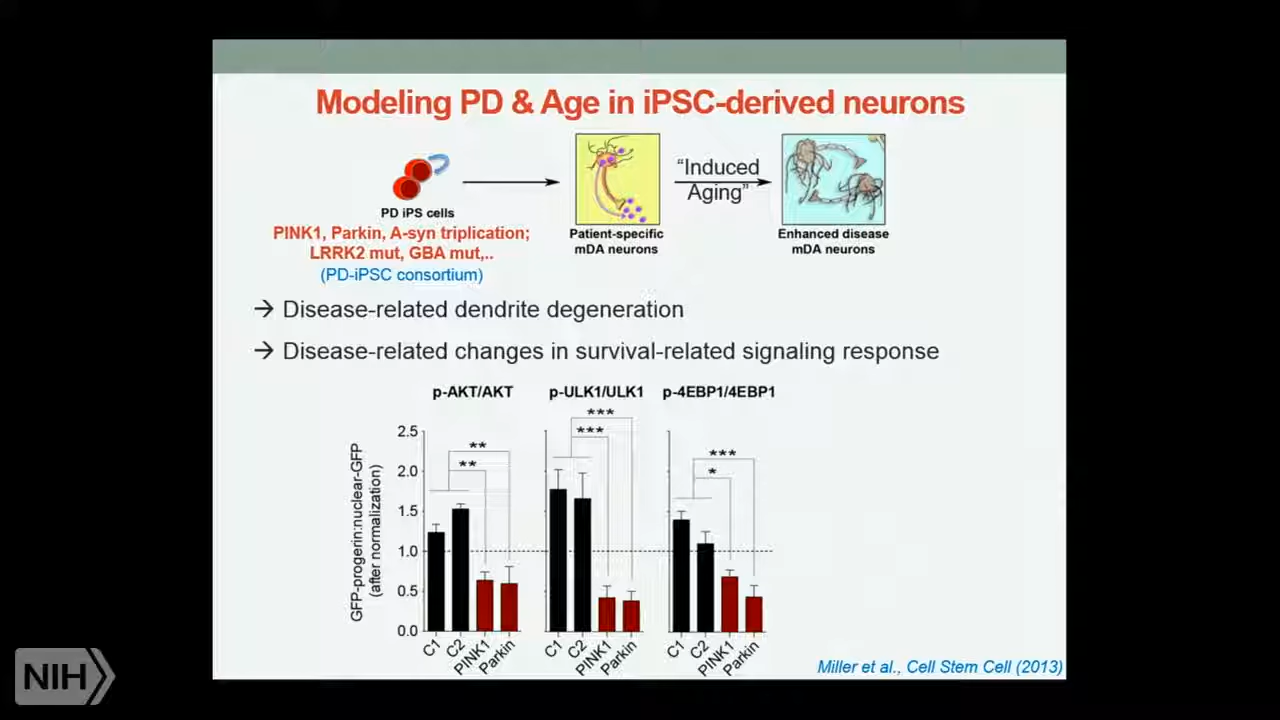 Modeling PD & Age in iPSC-derived neurons
“Induced
Aging”
PD iPS cells
PINK1, Parkin, A-syn triplication;
LRRK2 mut, GBA mut,..
(PD-iPSC consortium)
Patient-specific
mDA neurons
Enhanced disease
mDA neurons
→ Disease-related dendrite degeneration
→ Disease-related changes in survival-related signaling response
p-AKT/AKT
p-ULK1/ULK1
p-4EBP1/4EBP1
GFP-progerin:nuclear-GFP
(after normalization)
2.5
2.0
1.5
1.0
0.5
0.0
**
**
***
***
***
*
C1
C2
PINK1
Parkin
C1
C2
PINK1
Parkin
C1
C2
PINK1
Parkin
Miller et al., Cell Stem Cell (2013)
NIH